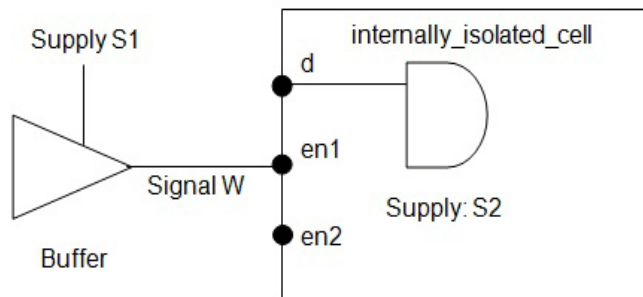 Supply S1
internally_isolated_cell
d
en1
Signal W
Supply: S2
en2
Buffer